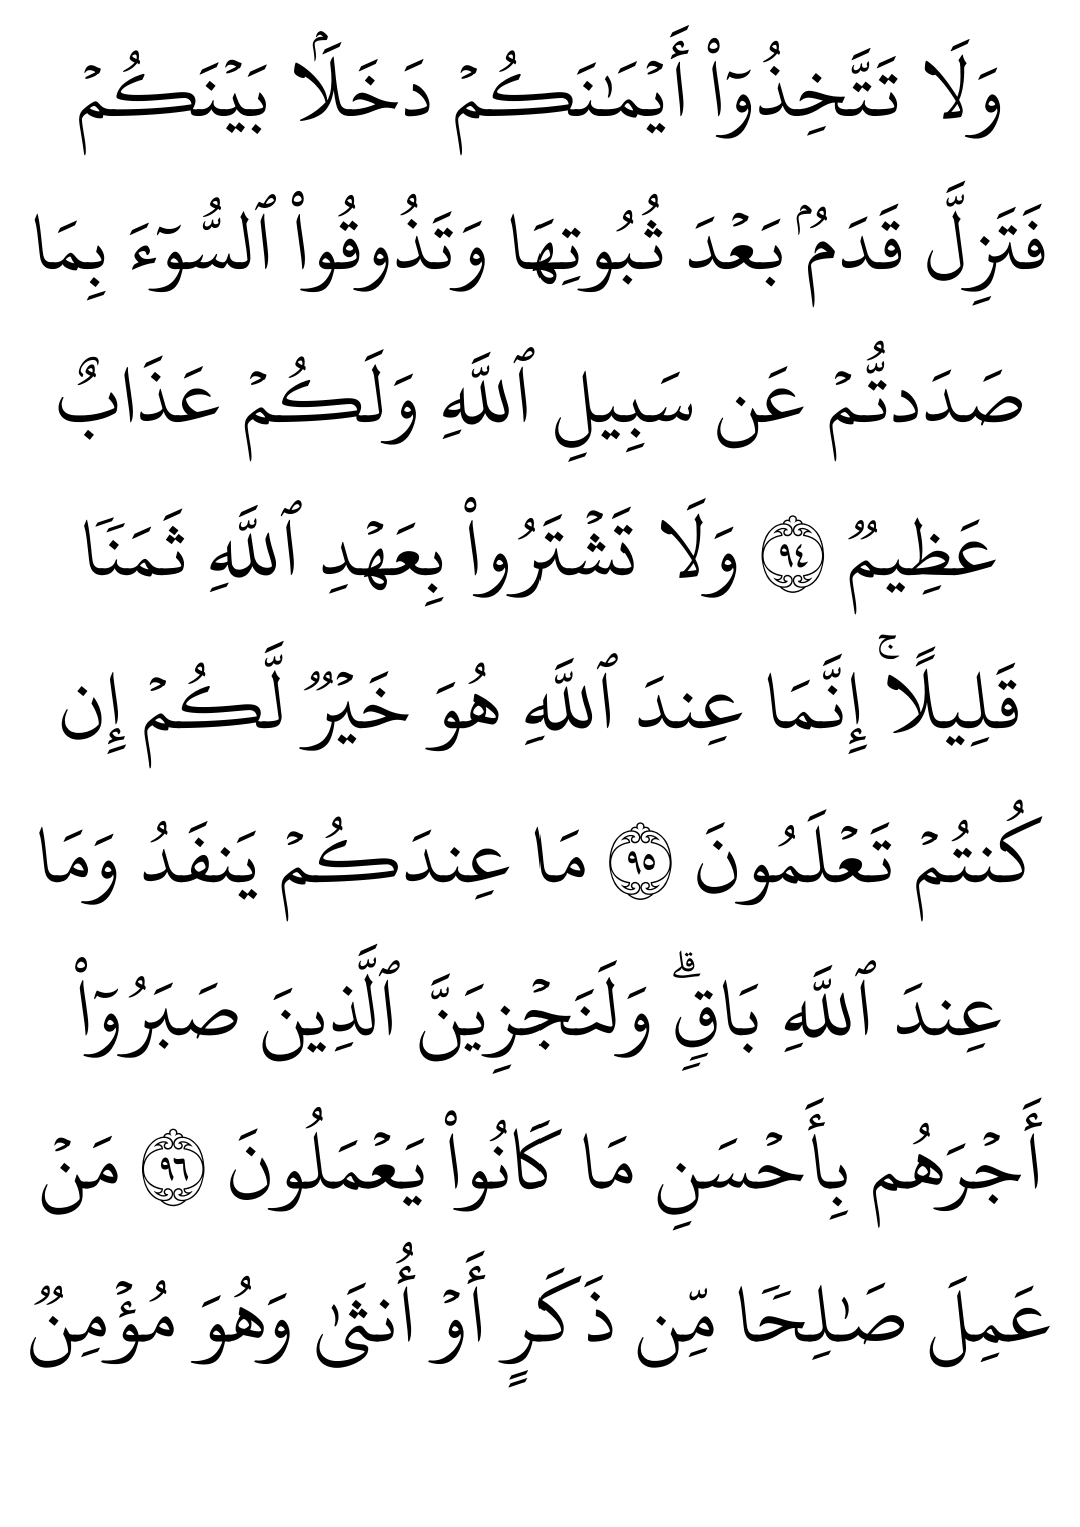 وَلَا تَتَّخِذُوٓا۟ أَيْمَـٰنَكُمْ دَخَلًۢا بَيْنَكُمْ
فَتَزِلَّ قَدَمٌۢ بَعْدَ ثُبُوتِهَا وَتَذُوقُوا۟ ٱلسُّوٓءَ بِمَا
صَدَدتُّمْ عَن سَبِيلِ ٱللَّهِ وَلَكُمْ عَذَابٌ
عَظِيمٌ ٩٤ وَلَا تَشْتَرُوا۟ بِعَهْدِ ٱللَّهِ ثَمَنًا
قَلِيلًا ۚ إِنَّمَا عِندَ ٱللَّهِ هُوَ خَيْرٌ لَّكُمْ إِن
كُنتُمْ تَعْلَمُونَ ٩٥ مَا عِندَكُمْ يَنفَدُ وَمَا
عِندَ ٱللَّهِ بَاقٍ ۗ وَلَنَجْزِيَنَّ ٱلَّذِينَ صَبَرُوٓا۟
أَجْرَهُم بِأَحْسَنِ مَا كَانُوا۟ يَعْمَلُونَ ٩٦ مَنْ
عَمِلَ صَـٰلِحًا مِّن ذَكَرٍ أَوْ أُنثَىٰ وَهُوَ مُؤْمِنٌ